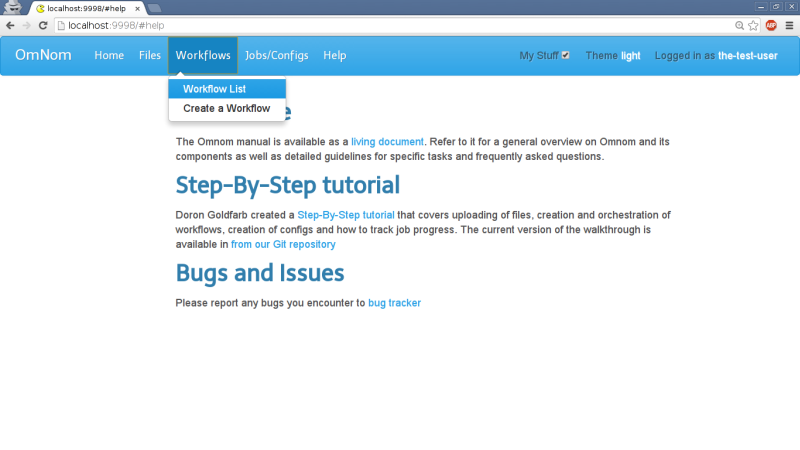 localhost:9998/#help
localhost:9998/#help
ABP
OmNom Home Files Workflows Jobs/Configs Help My Stuff Theme light Logged in as the-test-user
Workflow List
Create a Workflow
The Omnom manual is available as a living document. Refer to it for a general overview on Omnom and its
components as well as detailed guidelines for specific tasks and frequently asked questions.
Step-By-Step tutorial
Doron Goldfarb created a Step-By-Step tutorial that covers uploading of files, creation and orchestration of
workflows, creation of configs and how to track job progress. The current version of the walkthrough is
available in from our Git repository
Bugs and Issues
Please report any bugs you encounter to bug tracker